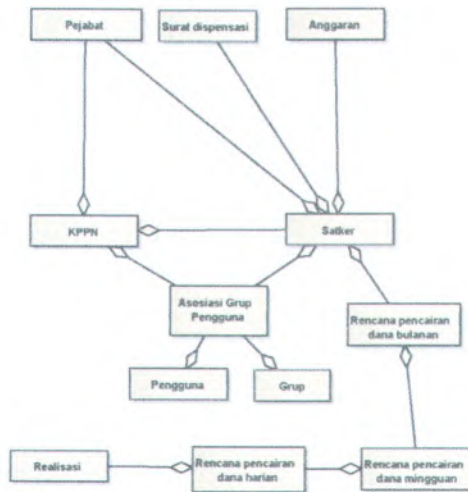 Pejabat
Surat dispensasi
Anggaran
KPPN
Satker
Asosiasi Grup
Pengguna
Rencana pencairan
dana bulanan
Pengguna
Grup
Realisasi
Rencana pencairan
dana harian
Rencana pencairan
dana mingguan